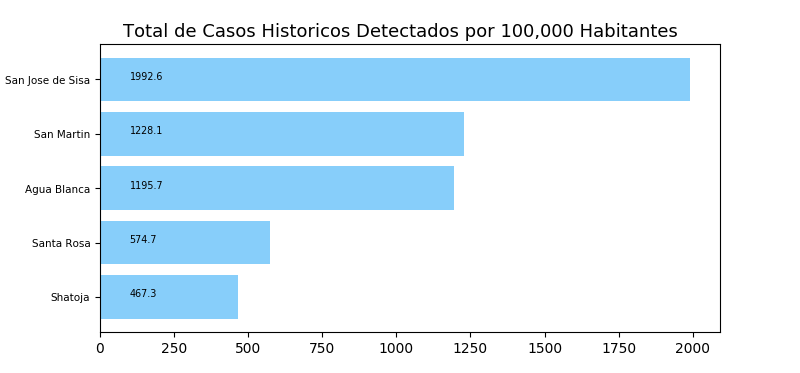 Total de Casos Historicos Detectados por 100,000 Habitantes
San Jose de Sisa 1992.6
San Martin 1228.1
Agua Blanca 1195.7
Santa Rosa 574.7
Shatoja 467.3
0 250 500 750 1000 1250 1500 1750 2000